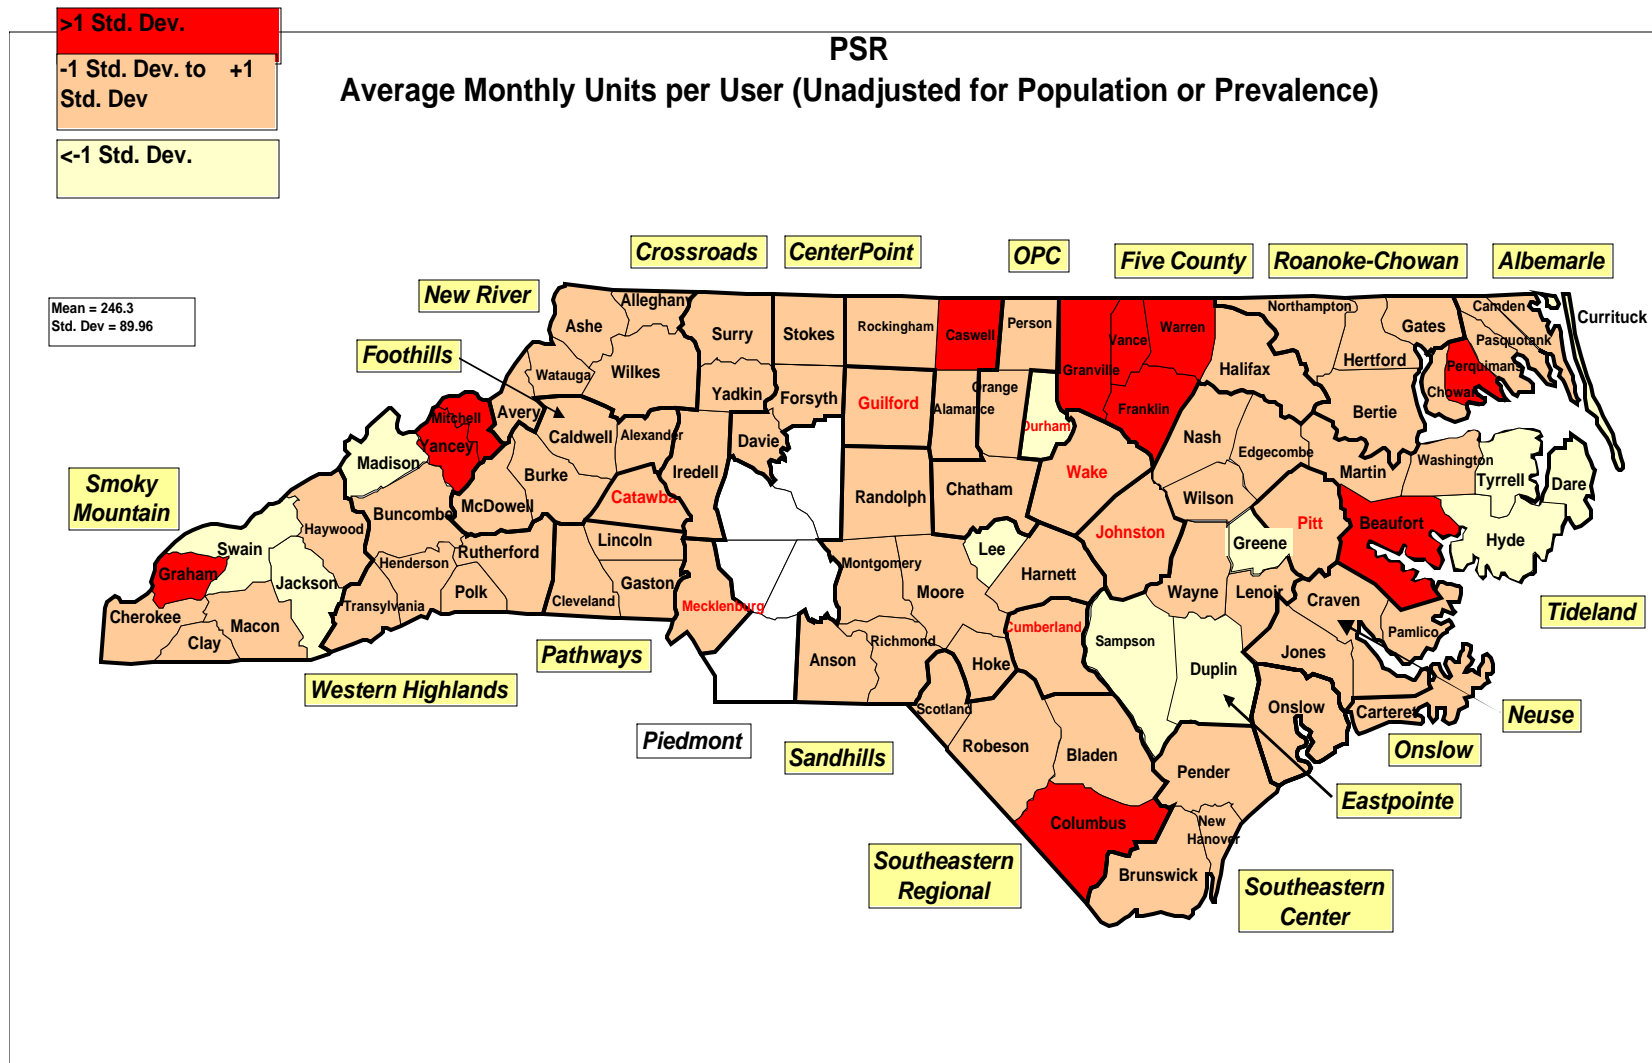 >1 Std. Dev.
-1 Std. Dev. to +1
Std. Dev
<-1 Std. Dev.
PSR
Average Monthly Units per User (Unadjusted for Population or Prevalence)
Mean = 246.3
Std. Dev = 89.96
Crossroads
CenterPoint
OPC
Five County
Roanoke-Chowan
Albemarle
New River
Foothills
Smoky
Mountain
Western Highlands
Pathways
Piedmont
Sandhills
Southeastern
Regional
Southeastern
Center
Eastpointe
Onslow
Neuse
Tideland
Alleghany
Ashe
Surry
Stokes
Rockingham
Caswell
Person
Granville
Vance
Warren
Northampton
Gates
Camden
Currituck
Pasquotank
Perquimans
Chowan
Hertford
Halifax
Bertie
Watauga
Wilkes
Yadkin
Forsyth
Guilford
Alamance
Orange
Durham
Franklin
Nash
Edgecombe
Martin
Washington
Tyrrell
Dare
Mitchell
Yancey
Avery
Caldwell
Alexander
Iredell
Davie
Madison
Burke
McDowell
Catawba
Randolph
Chatham
Wake
Wilson
Johnston
Pitt
Beaufort
Hyde
Greene
Buncombe
Haywood
Swain
Graham
Jackson
Henderson
Rutherford
Polk
Lincoln
Gaston
Cleveland
Mecklenburg
Transylvania
Cherokee
Clay
Macon
Montgomery
Moore
Lee
Harnett
Wayne
Lenoir
Craven
Pamlico
Jones
Anson
Richmond
Hoke
Cumberland
Sampson
Duplin
Onslow
Carteret
Scotland
Robeson
Bladen
Pender
Columbus
New
Hanover
Brunswick